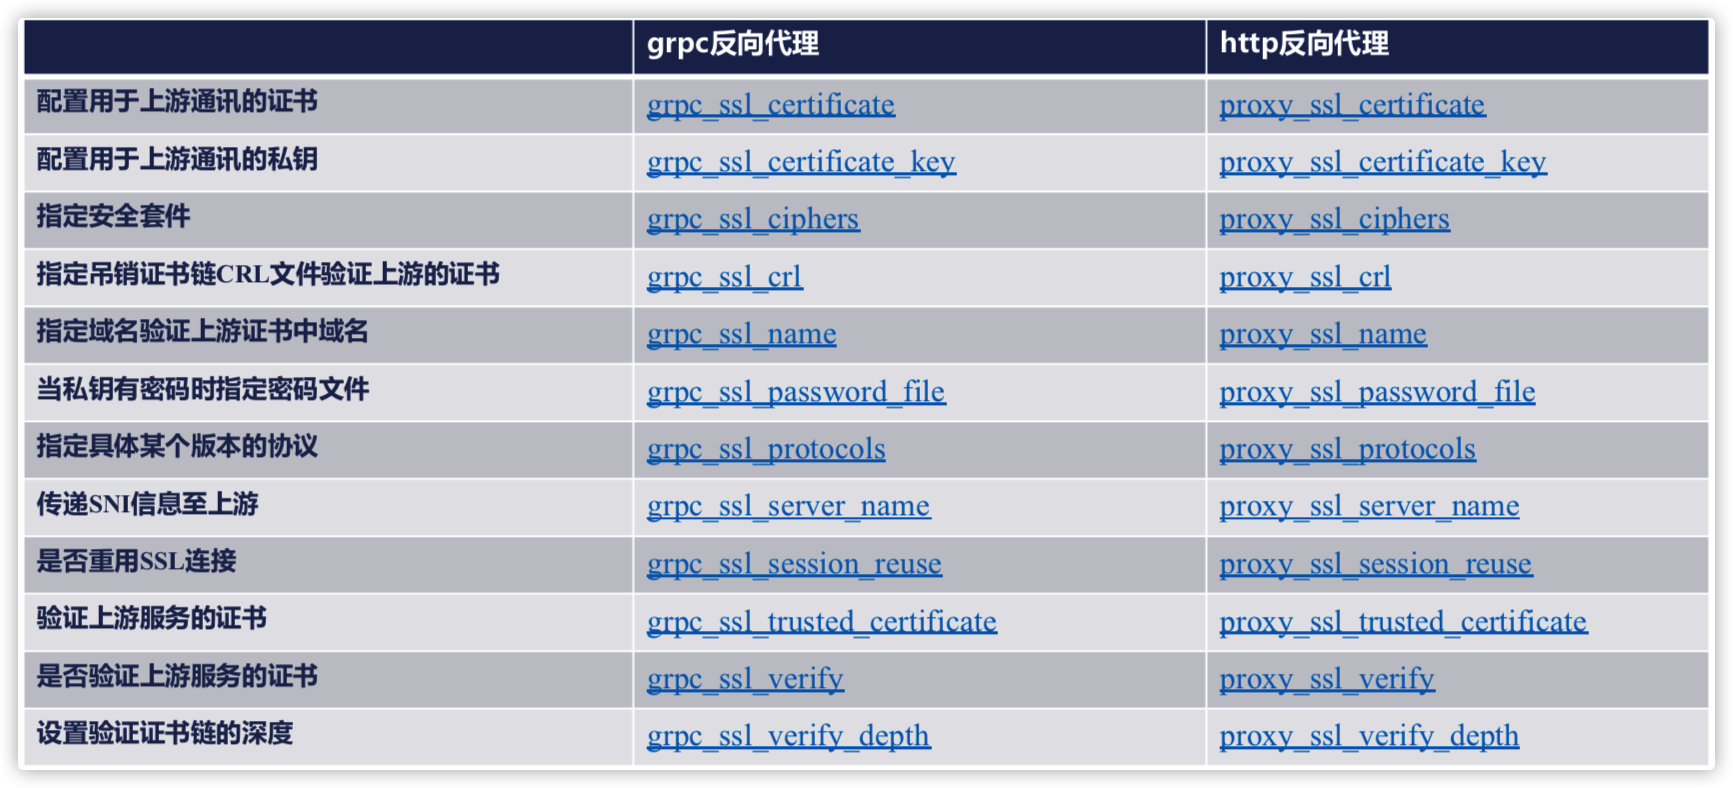 grpc反向代理 http反向代理
配置用于上游通讯的证书 grpc_ssl_certificate proxy_ssl_certificate
配置用于上游通讯的私钥 grpc_ssl_certificate_key proxy_ssl_certificate_key
指定安全套件 grpc_ssl_ciphers proxy_ssl_ciphers
指定吊销证书链CRL文件验证上游的证书 grpc_ssl_crl proxy_ssl_crl
指定域名验证上游证书中域名 grpc_ssl_name proxy_ssl_name
当私钥有密码时指定密码文件 grpc_ssl_password_file proxy_ssl_password_file
指定具体某个版本的协议 grpc_ssl_protocols proxy_ssl_protocols
传递SNI信息至上游 grpc_ssl_server_name proxy_ssl_server_name
是否重用SSL连接 grpc_ssl_session_reuse proxy_ssl_session_reuse
验证上游服务的证书 grpc_ssl_trusted_certificate proxy_ssl_trusted_certificate
是否验证上游服务的证书 grpc_ssl_verify proxy_ssl_verify
设置验证证书链的深度 grpc_ssl_verify_depth proxy_ssl_verify_depth